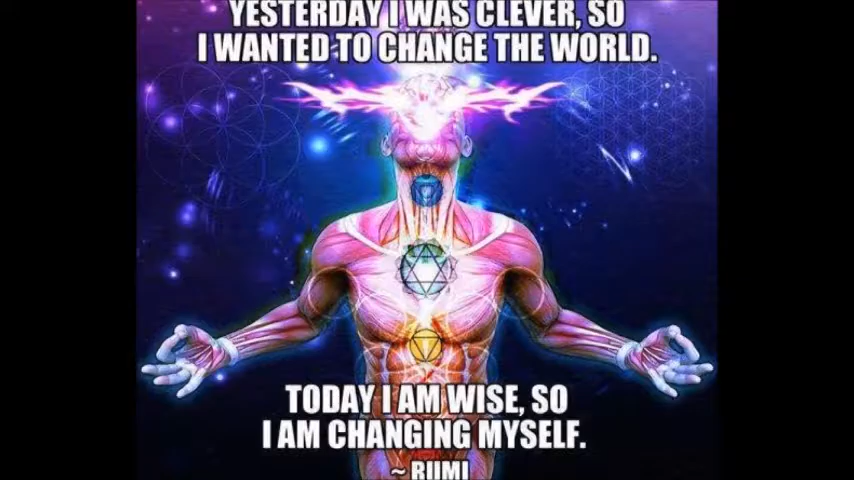 YESTERDAY I WAS CLEVER, SO
I WANTED TO CHANGE THE WORLD.
TODAY I AM WISE, SO
I AM CHANGING MYSELF.
~ RUMI